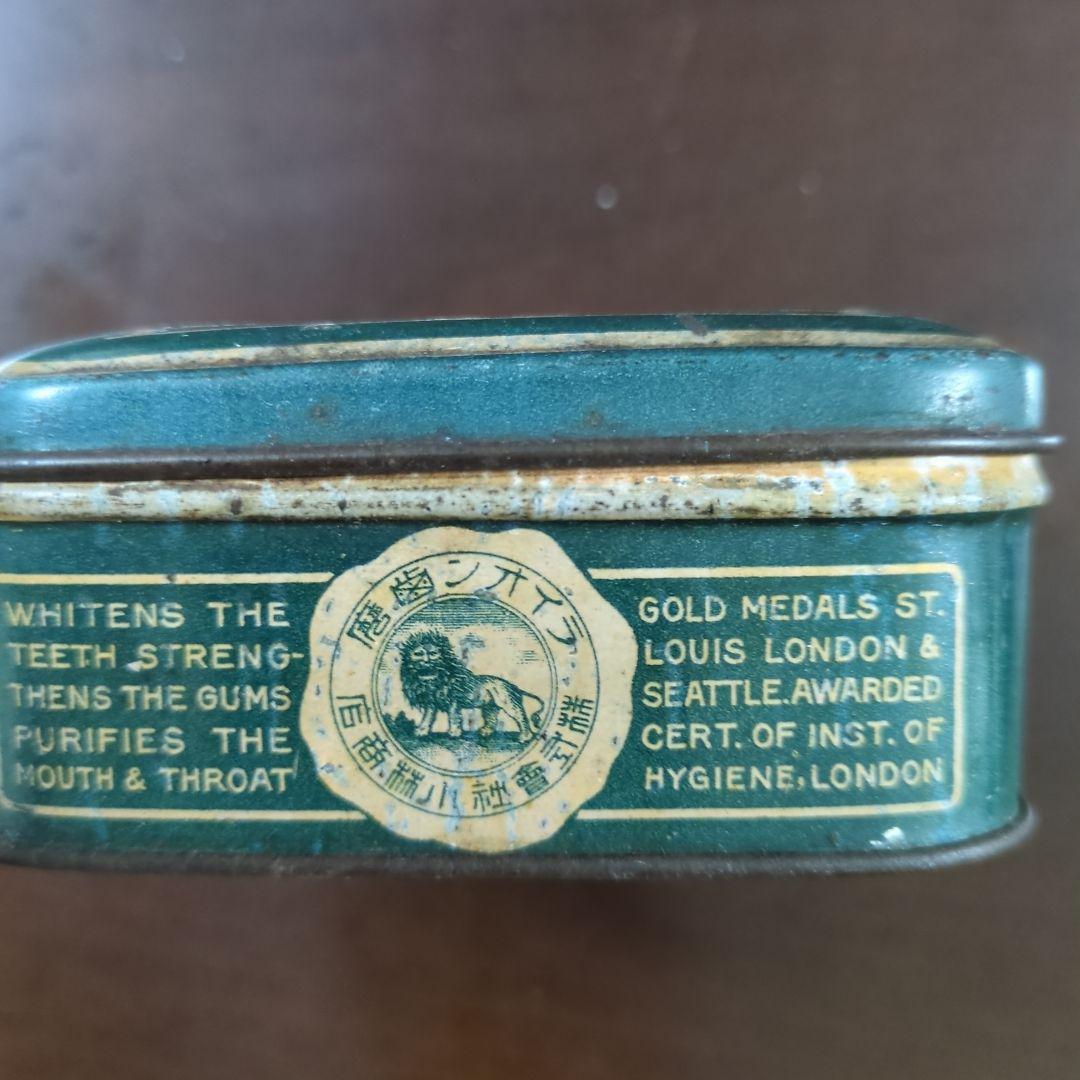 WHITENS THE
TEETH STRENG-
THENS THE GUMS
PURIFIES THE
MOUTH & THROAT
ライオン齒磨
株式會社小林商店
GOLD MEDALS ST.
LOUIS LONDON &
SEATTLE.AWARDED
CERT. OF INST. OF
HYGIENE, LONDON